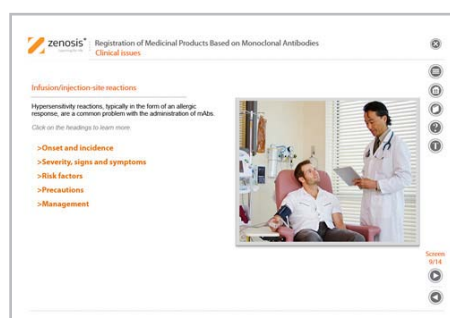 zenosis®
Registration of Medicinal Products Based on Monoclonal Antibodies
Clinical issues
Infusion/injection-site reactions
Hypersensitivity reactions, typically in the form of an allergic
response, are a common problem with the administration of mAbs.
Click on the headings to learn more
>Onset and incidence
>Severity, signs and symptoms
>Risk factors
>Precautions
>Management
Screen